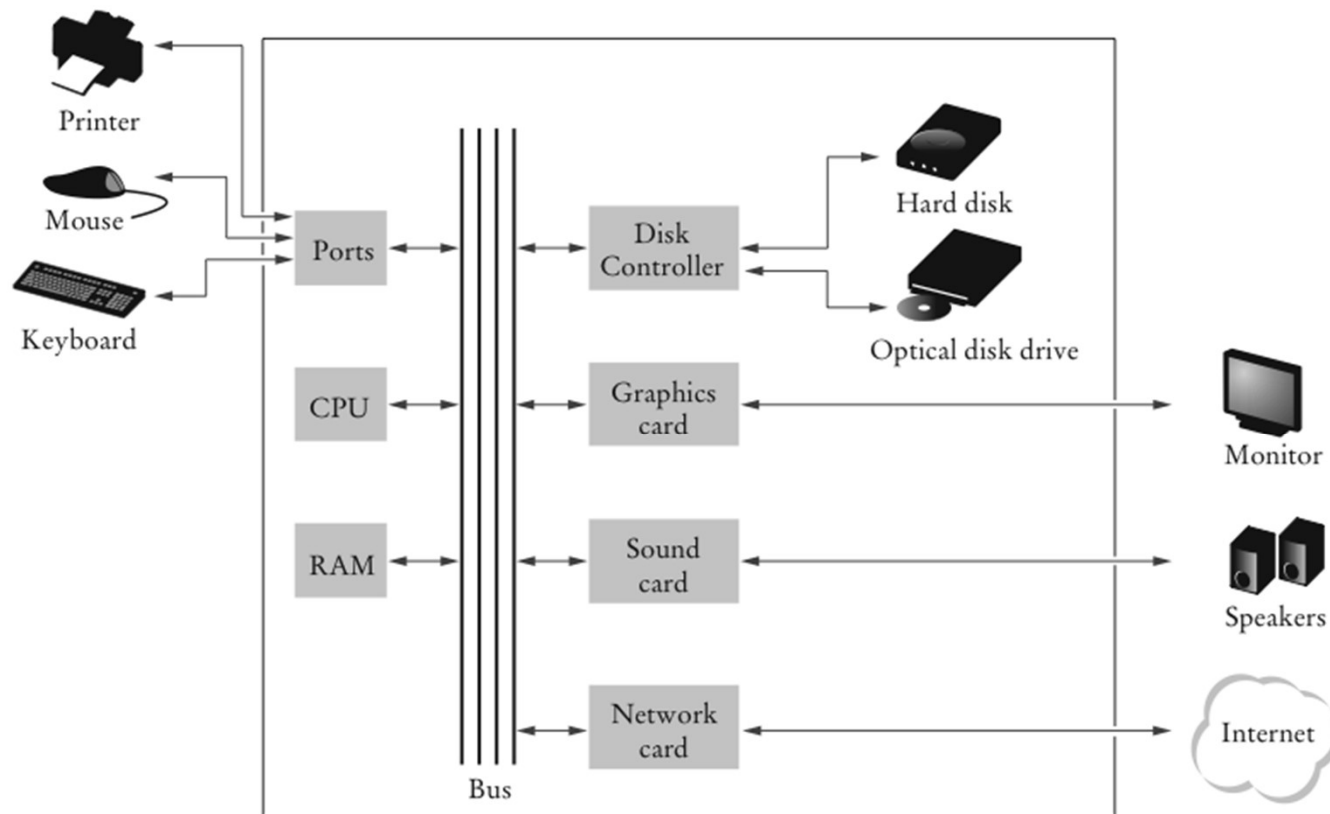 Printer
Mouse
Keyboard
Ports
CPU
RAM
Bus
Disk
Controller
Graphics
card
Sound
card
Network
card
Hard disk
Optical disk drive
Monitor
Speakers
Internet